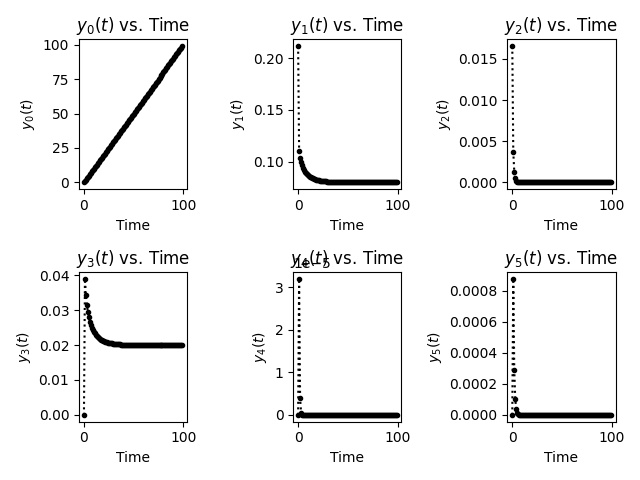 y₀(t) vs. Time
y₁(t) vs. Time
y₂(t) vs. Time
100
75
50
25
0
y₀(t)
0 100
Time
0.20
0.15
0.10
y₁(t)
0 100
Time
0.015
0.010
0.005
0.000
y₂(t)
0 100
Time
y₃(t) vs. Time
y₄(t) vs. Time
y₅(t) vs. Time
0.04
0.03
0.02
0.01
0.00
y₃(t)
0 100
Time
1e−5
3
2
1
0
y₄(t)
0 100
Time
0.0008
0.0006
0.0004
0.0002
0.0000
y₅(t)
0 100
Time